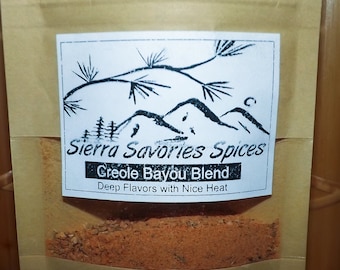 Sierra Savories Spices
Creole Bayou Blend
Deep Flavors with Nice Heat